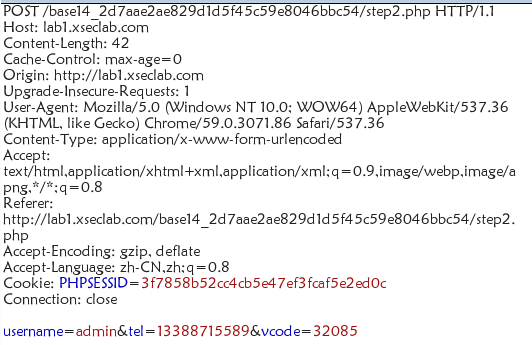 POST /base14_2d7aae2ae829d1d5f45c59e8046bbc54/step2.php HTTP/1.1
Host: lab1.xseclab.com
Content-Length: 42
Cache-Control: max-age=0
Origin: http://lab1.xseclab.com
Upgrade-Insecure-Requests: 1
User-Agent: Mozilla/5.0 (Windows NT 10.0; WOW64) AppleWebKit/537.36
(KHTML, like Gecko) Chrome/59.0.3071.86 Safari/537.36
Content-Type: application/x-www-form-urlencoded
Accept:
text/html,application/xhtml+xml,application/xml;q=0.9,image/webp,image/a
png,*/*;q=0.8
Referer:
http://lab1.xseclab.com/base14_2d7aae2ae829d1d5f45c59e8046bbc54/step2.
php
Accept-Encoding: gzip, deflate
Accept-Language: zh-CN,zh;q=0.8
Cookie: PHPSESSID=3f7858b52cc4cb5e47ef3fcaf5e2ed0c
Connection: close
username=admin&tel=13388715589&vcode=32085